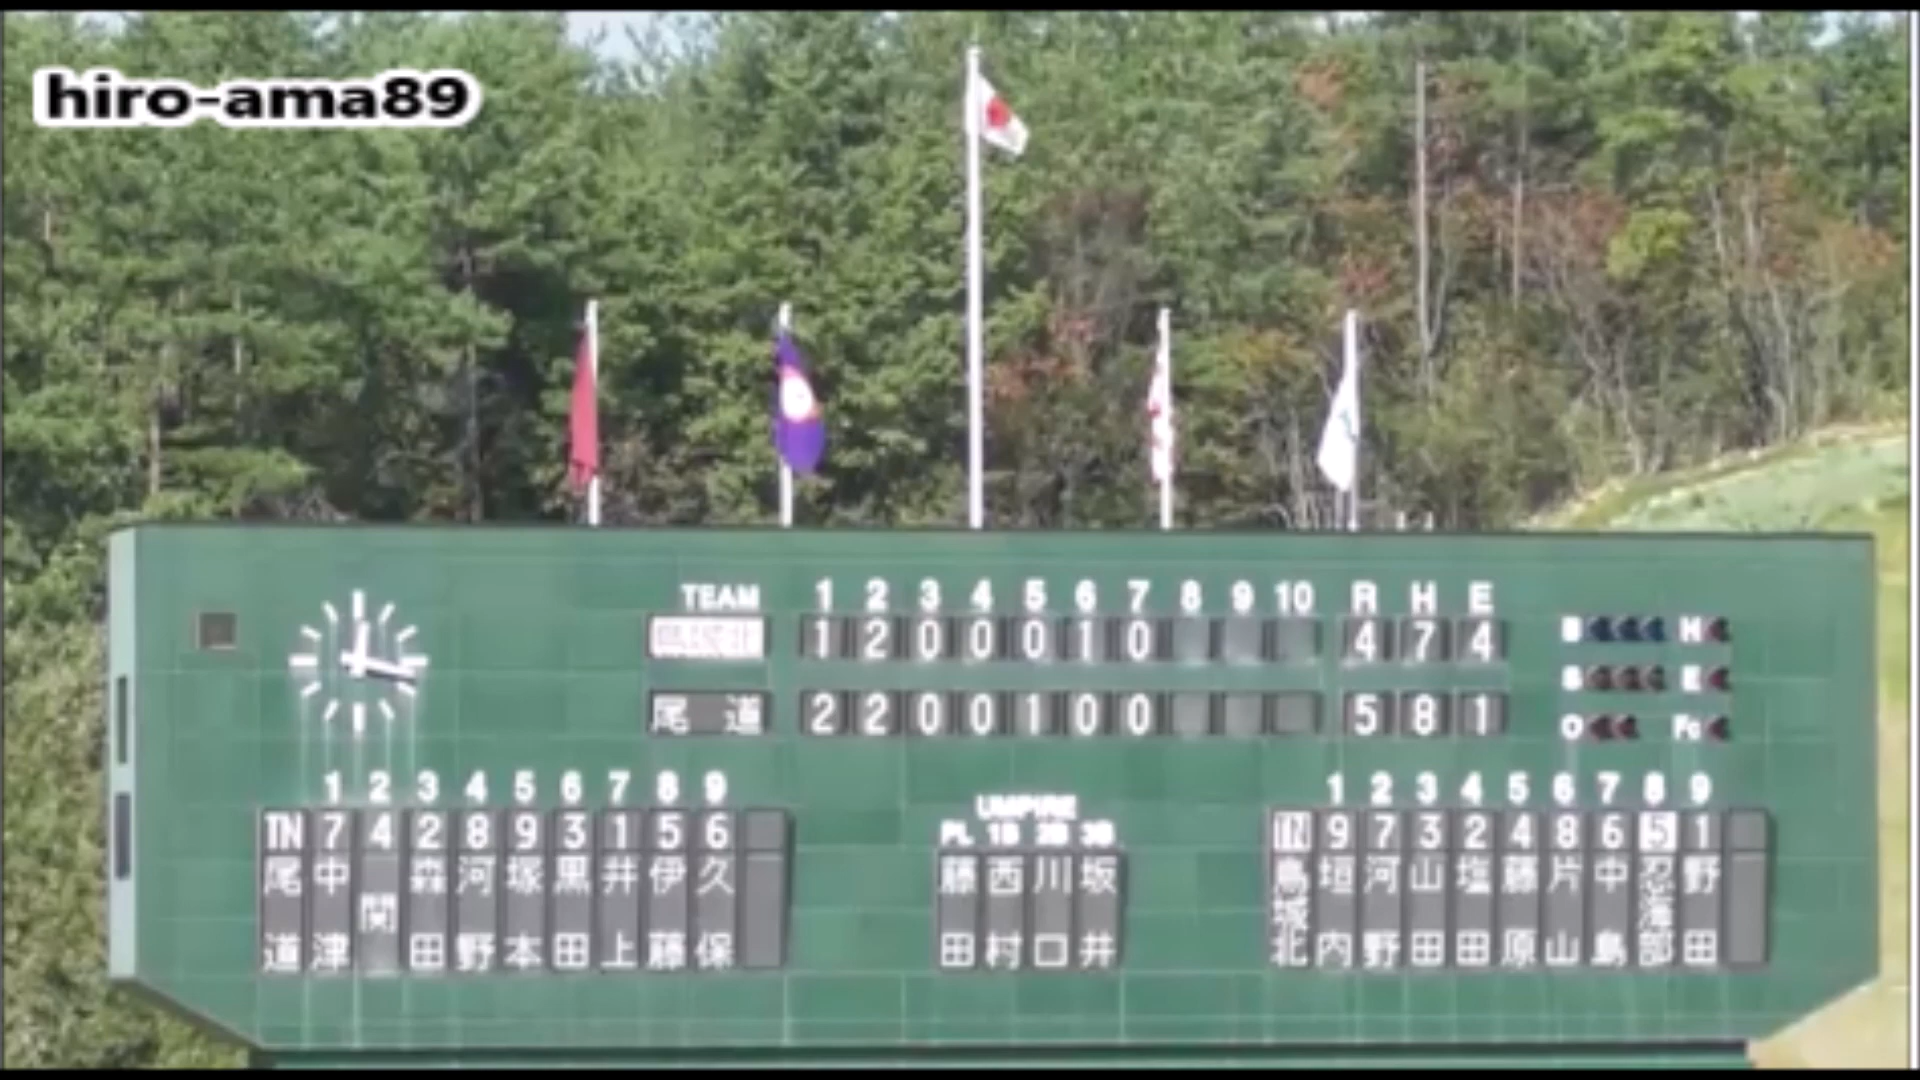 hiro-ama89
TEAM 1 2 3 4 5 6 7 8 9 10 R H E
1 2 0 0 0 1 0 4 7 4
B H
尾道 2 2 0 0 1 0 0 5 8 1
S E
O Fc
1 2 3 4 5 6 7 8 9
IN 7 4 2 8 9 3 1 5 6
尾道 中津 関 森田 河野 塚本 黒田 井上 伊藤 久保
UMPIRE
PL 1B 2B 3B
藤田 西村 川口 坂井
1 2 3 4 5 6 7 8 9
IN 9 7 3 2 4 8 6 5 1
鳥城北 垣内 河野 山田 塩田 藤原 片山 中島 忍海部 野田